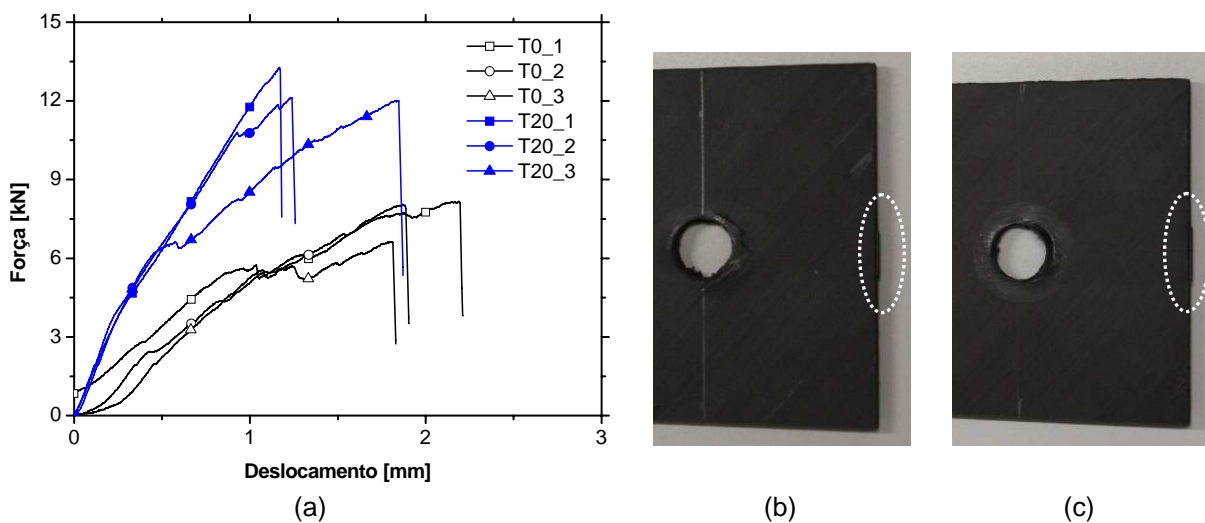 15
12
9
6
3
0
Força [kN]
T0_1
T0_2
T0_3
T20_1
T20_2
T20_3
0 1 2 3
Deslocamento [mm]
(a) (b) (c)